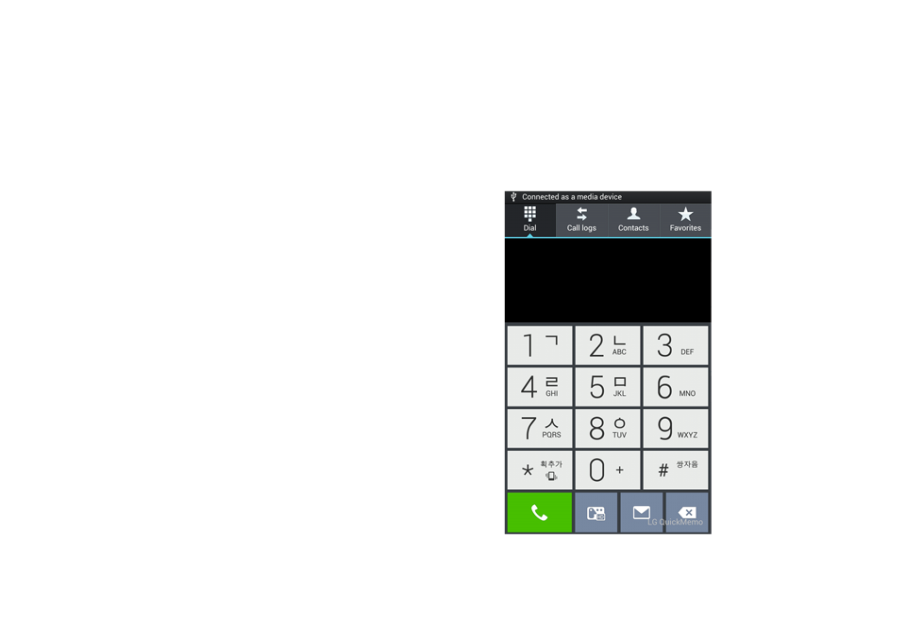 Connected as a media device
Dial Call logs Contacts Favorites
1 ㄱ 2 ㄴ ABC 3 DEF
4 ㄹ GHI 5 ㅁ JKL 6 MNO
7 ㅅ PQRS 8 ㅇ TUV 9 WXYZ
* 획추가 0 + # 쌍자음
LG QuickMemo